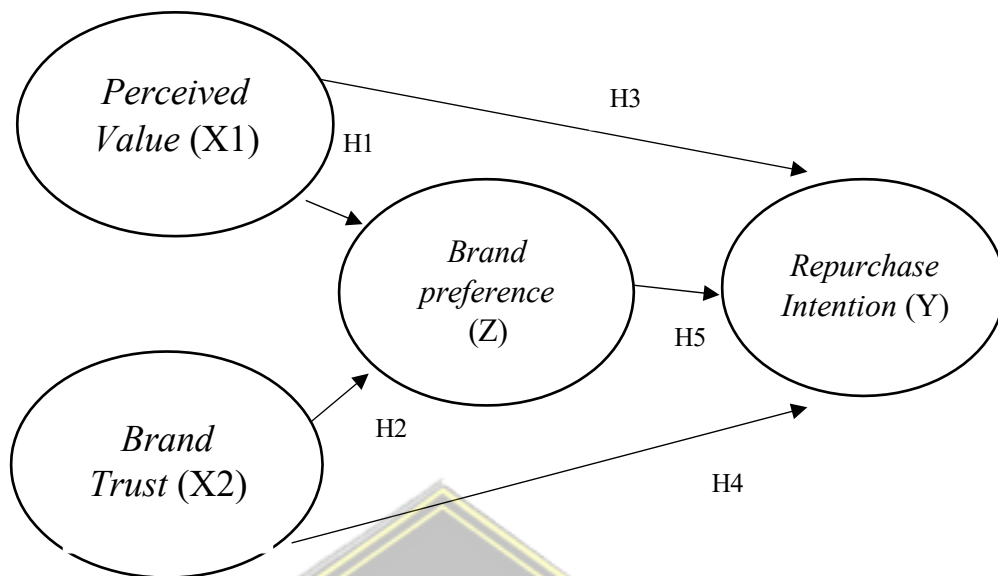 Perceived
Value (X1)
H3
H1
Brand
preference
(Z)
Repurchase
Intention (Y)
H5
H2
Brand
Trust (X2)
H4